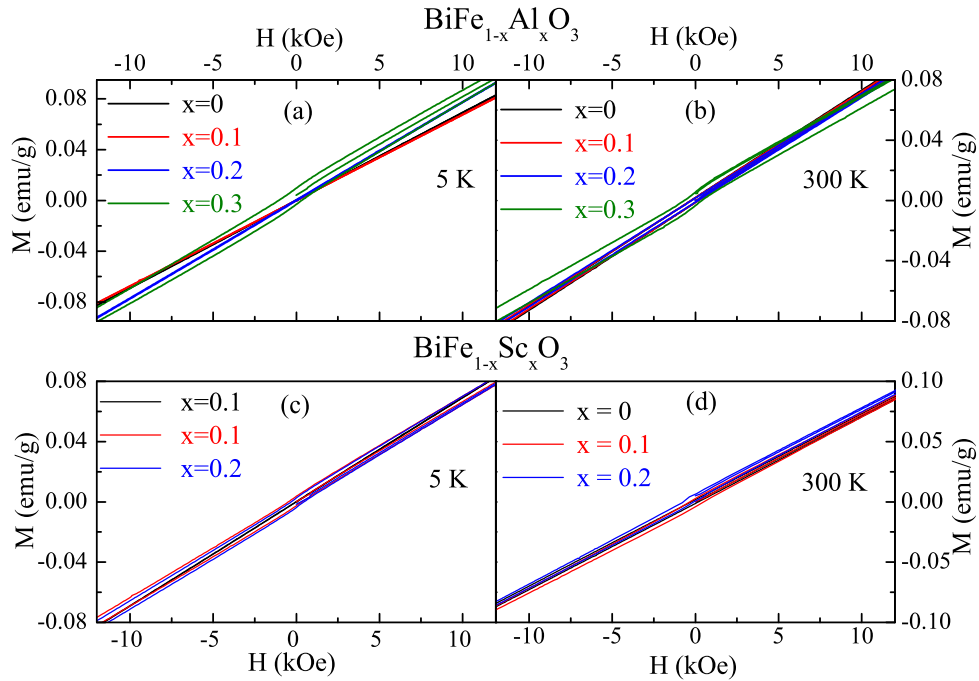 BiFe1-xAlxO3
H (kOe) H (kOe)
-10 -5 0 5 10 -10 -5 0 5 10
0.08 x=0 (a) x=0 (b) 0.08
x=0.1 x=0.1
0.04 x=0.2 5 K x=0.2 300 K 0.04
x=0.3 x=0.3
0.00 0.00
-0.04 -0.04
-0.08 -0.08
M (emu/g) M (emu/g)
BiFe1-xScxO3
0.08 x=0.1 (c) x = 0 (d) 0.10
x=0.1 x = 0.1
0.04 x=0.2 5 K x = 0.2 300 K 0.05
0.00 0.00
-0.04 -0.05
-0.08 -0.10
M (emu/g) M (emu/g)
-10 -5 0 5 10 -10 -5 0 5 10
H (kOe) H (kOe)